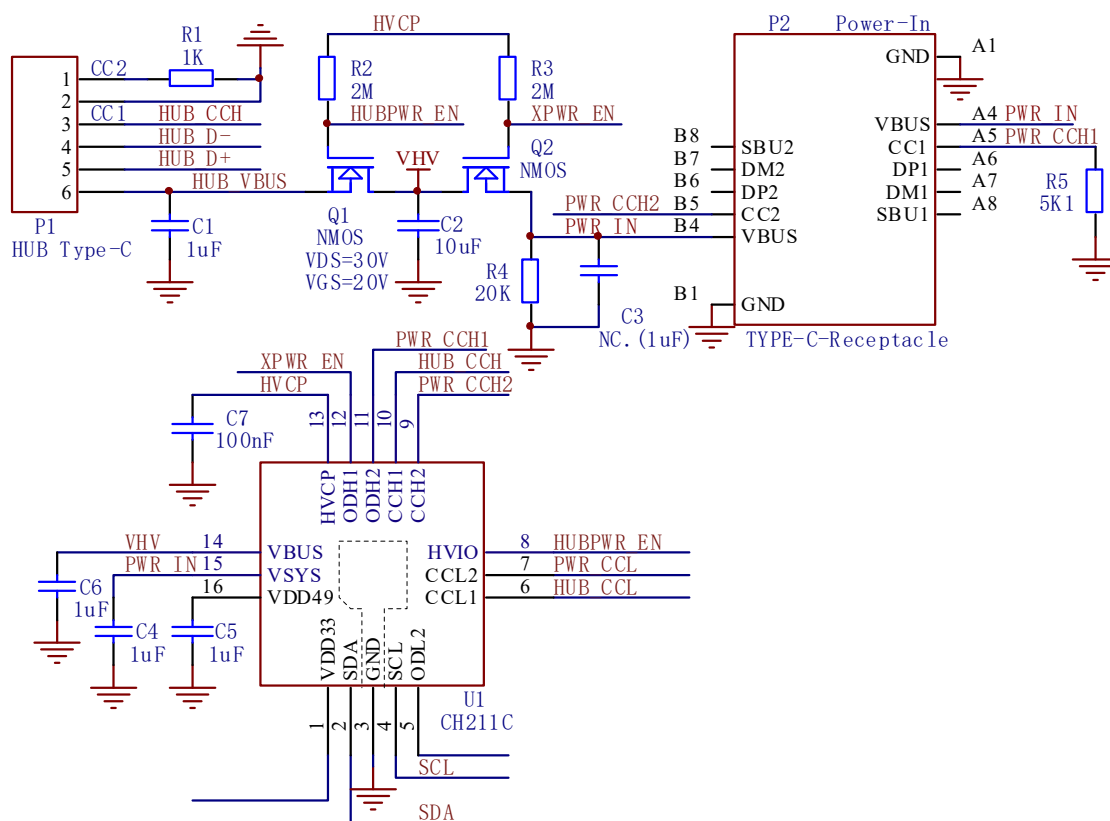 HVCP
P2 Power-In
R1
1K
CC2
1
2
CC1
3
HUB CCH
4
HUB D-
5
HUB D+
6
HUB VBUS
P1
HUB Type-C
C1
1uF
R2
2M
HUBPWR EN
R3
2M
XPWR EN
VHV
Q2
NMOS
Q1
NMOS
VDS=30V
VGS=20V
C2
10uF
PWR CCH2
PWR IN
R4
20K
C3
NC. (1uF)
B8
SBU2
B7
DM2
B6
DP2
B5
CC2
B4
VBUS
B1
GND
GND
A1
VBUS
A4
PWR IN
CC1
A5
PWR CCH1
DP1
A6
DM1
A7
SBU1
A8
TYPE-C-Receptacle
R5
5K1
PWR CCH1
XPWR EN
HUB CCH
HVCP
PWR CCH2
C7
100nF
13
12
11
10
9
HVCP
ODH1
ODH2
CCH1
CCH2
VHV
14
VBUS
PWR IN
15
VSYS
16
VDD49
C6
1uF
C4
1uF
C5
1uF
HVIO
8
HUBPWR EN
CCL2
7
PWR CCL
CCL1
6
HUB CCL
VDD33
SDA
GND
SCL
ODL2
1
2
3
4
5
U1
CH211C
SCL
SDA